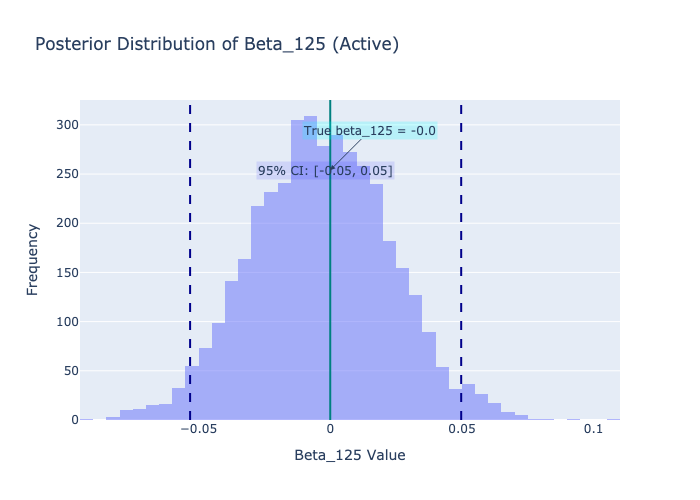 Posterior Distribution of Beta_125 (Active)
300
True beta_125 = -0.0
250
95% CI: [-0.05, 0.05]
200
150
100
50
0
Frequency
−0.05
0
0.05
0.1
Beta_125 Value